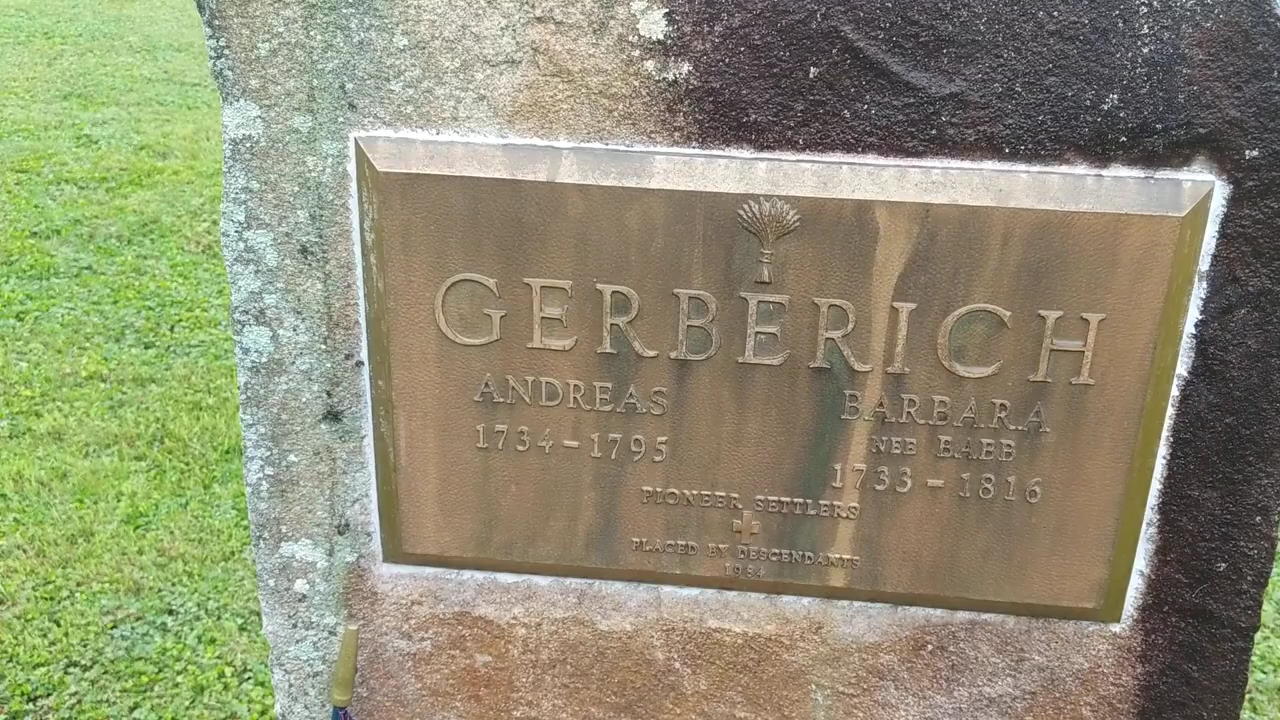 GERBERICH
ANDREAS
1734-1795
BARBARA
NEE BABB
1733-1816
PIONEER SETTLERS
PLACED BY DESCENDANTS
1984